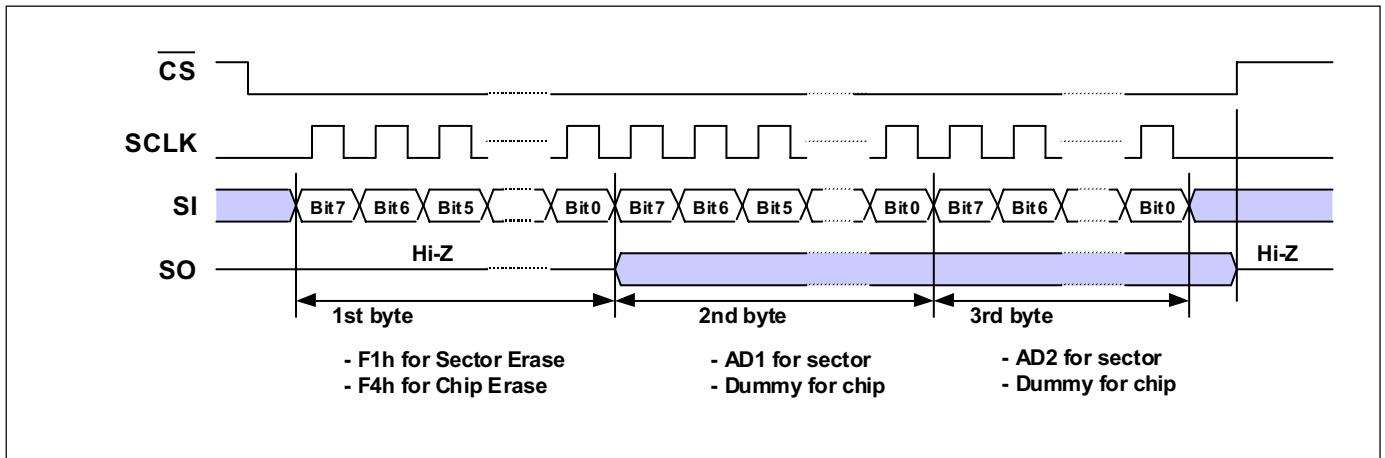 CS
SCLK
SI Bit7 Bit6 Bit5 Bit0 Bit7 Bit6 Bit5 Bit0 Bit7 Bit6 Bit0
SO Hi-Z Hi-Z
1st byte 2nd byte 3rd byte
- F1h for Sector Erase - AD1 for sector - AD2 for sector
- F4h for Chip Erase - Dummy for chip - Dummy for chip